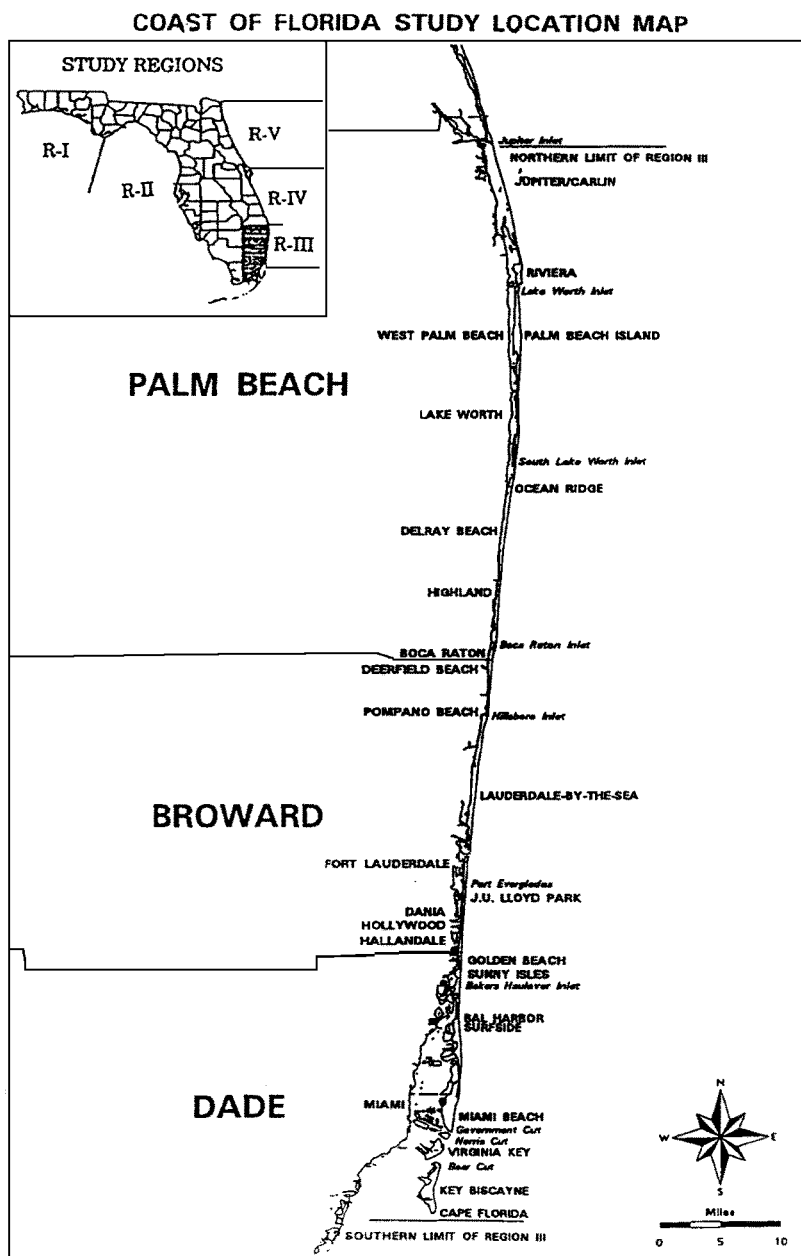 COAST OF FLORIDA STUDY LOCATION MAP
STUDY REGIONS
R-I
R-II
R-V
R-IV
R-III
Jupiter Inlet
NORTHERN LIMIT OF REGION III
JUPITER/CARLIN
RIVIERA
Lake Worth Inlet
WEST PALM BEACH
PALM BEACH ISLAND
PALM BEACH
LAKE WORTH
South Lake Worth Inlet
OCEAN RIDGE
DELRAY BEACH
HIGHLAND
Boca Raton Inlet
BOCA RATON
DEERFIELD BEACH
POMPANO BEACH
Hillsboro Inlet
LAUDERDALE-BY-THE-SEA
BROWARD
FORT LAUDERDALE
Port Everglades
J.U. LLOYD PARK
DANIA
HOLLYWOOD
HALLANDALE
GOLDEN BEACH
SUNNY ISLES
Bakers Haulover Inlet
BAL HARBOR
SURFSIDE
DADE
MIAMI
MIAMI BEACH
Government Cut
Norris Cut
VIRGINIA KEY
Bear Cut
KEY BISCAYNE
CAPE FLORIDA
SOUTHERN LIMIT OF REGION III
N
W
E
S
Miles
0 5 10